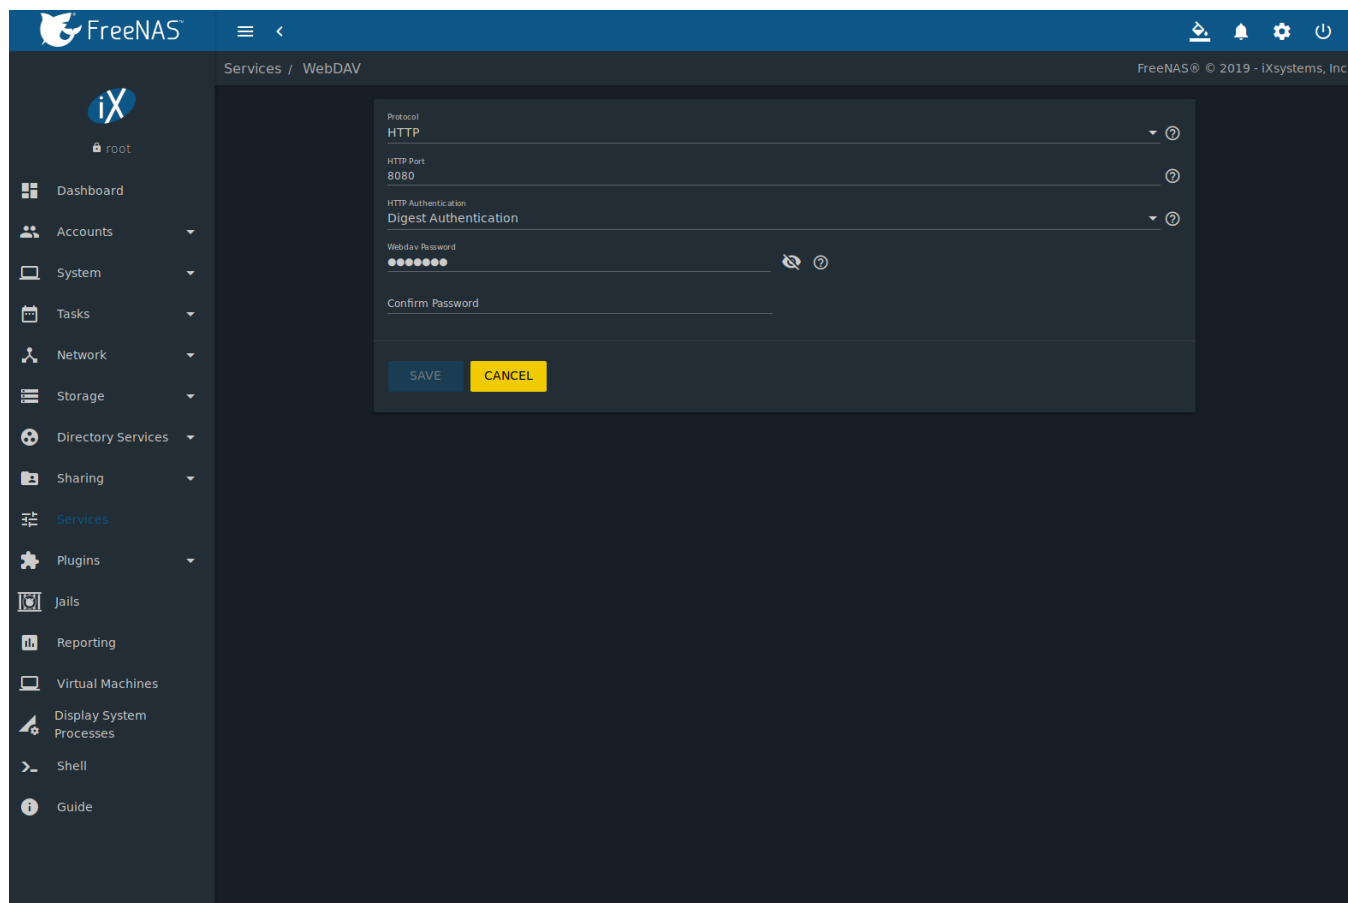 FreeNAS™
Services / WebDAV
FreeNAS® © 2019 - iXsystems, Inc
iX
root
Dashboard
Accounts
System
Tasks
Network
Storage
Directory Services
Sharing
Services
Plugins
Jails
Reporting
Virtual Machines
Display System
Processes
Shell
Guide
Protocol
HTTP
HTTP Port
8080
HTTP Authentication
Digest Authentication
Webdav Password
●●●●●●●
Confirm Password
SAVE CANCEL